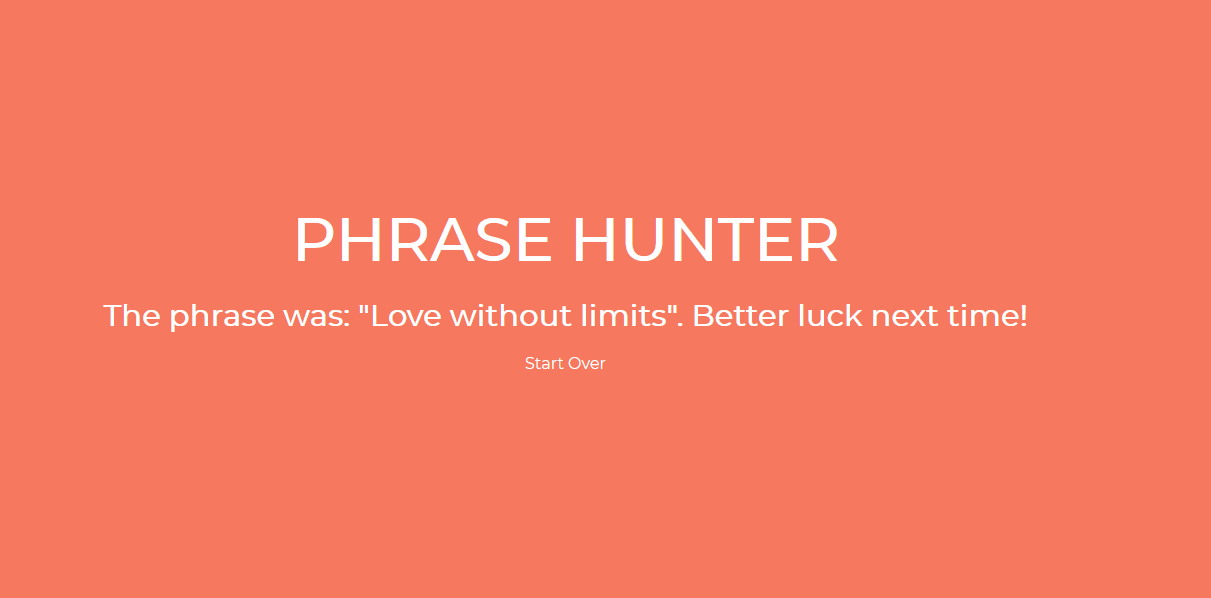 PHRASE HUNTER
The phrase was: "Love without limits". Better luck next time!
Start Over